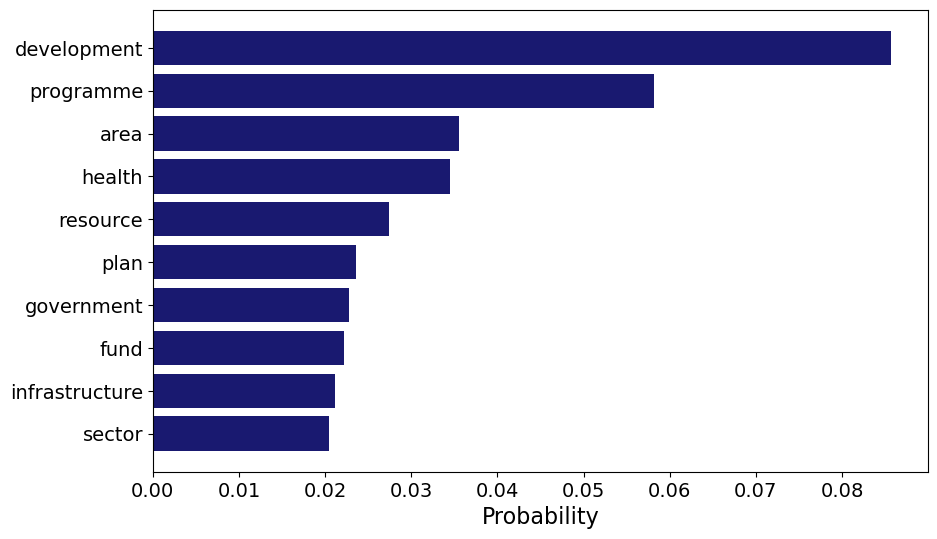 development
programme
area
health
resource
plan
government
fund
infrastructure
sector
0.00 0.01 0.02 0.03 0.04 0.05 0.06 0.07 0.08
Probability